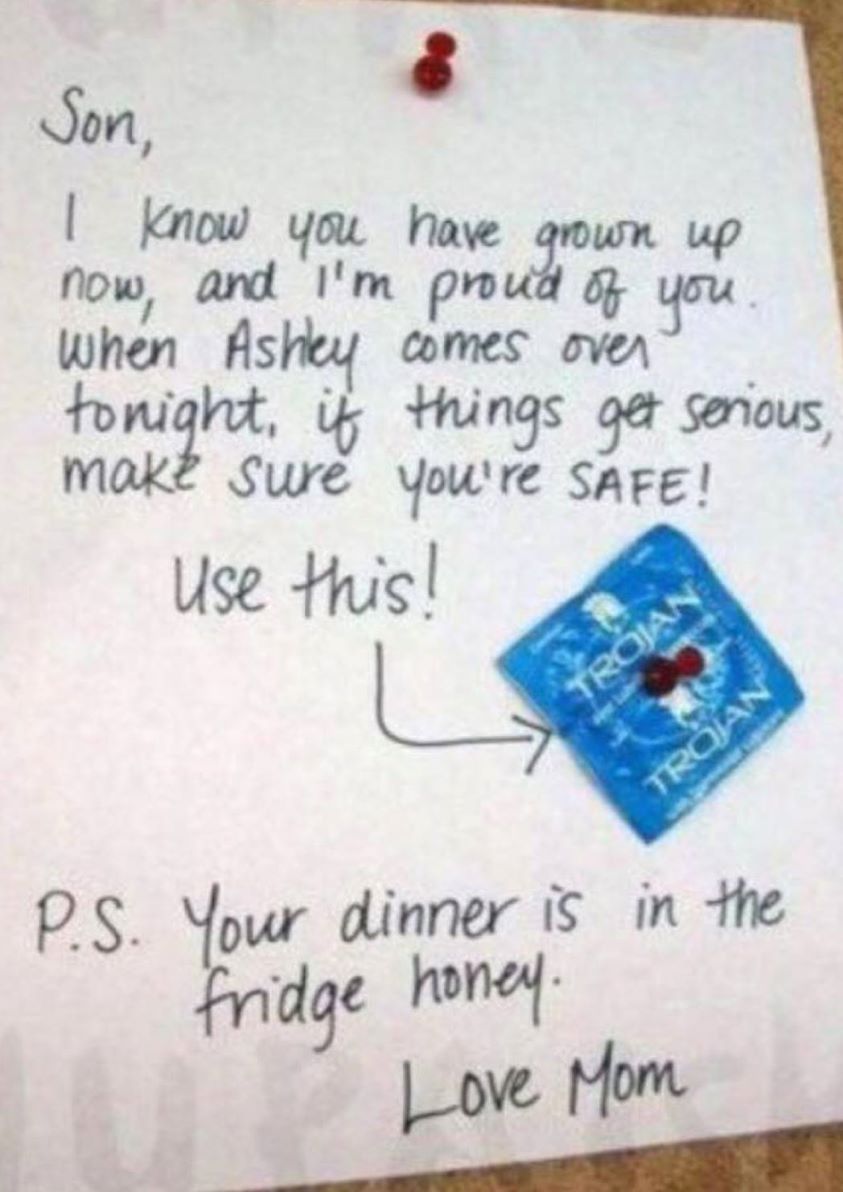 Son,
I know you have grown up
now, and I'm proud of you.
When Ashley comes over
tonight, if things get serious,
make sure you're SAFE!
Use this!
TROJAN
TROJAN
P.S. Your dinner is in the
fridge honey.
Love Mom